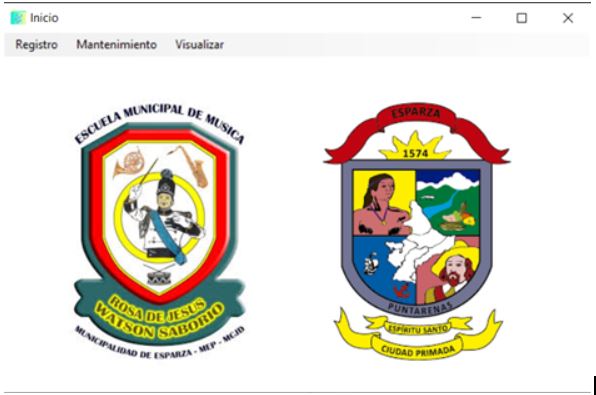 Inicio
Registro Mantenimiento Visualizar
ESCUELA MUNICIPAL DE MUSICA
ROSA DE JESUS
WATSON SABORIO
MUNICIPALIDAD DE ESPARZA - MEP - MCJD
ESPARZA
1574
PUNTARENAS
ESPÍRITU SANTO
CIUDAD PRIMADA